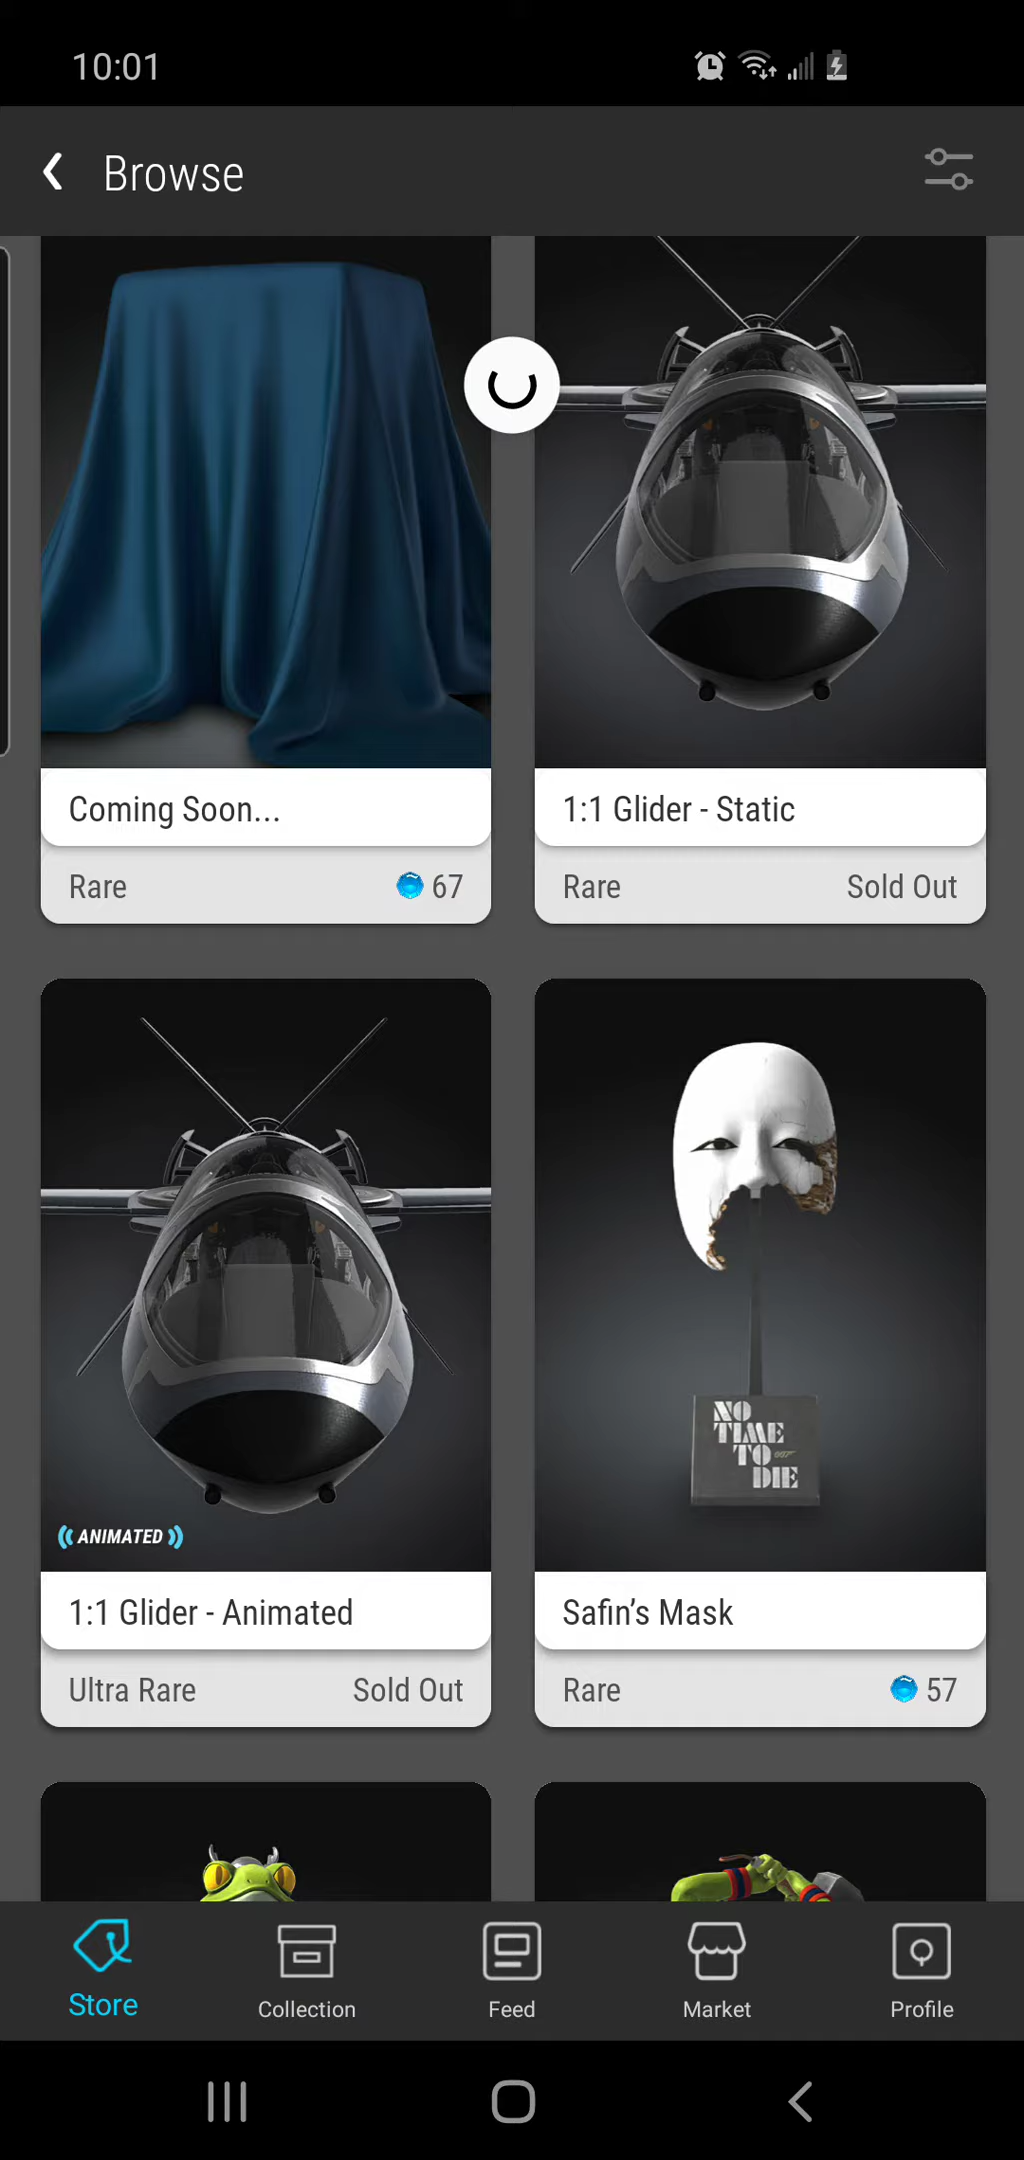 10:01
Browse
Coming Soon...
Rare 67
1:1 Glider - Static
Rare Sold Out
ANIMATED
1:1 Glider - Animated
Ultra Rare Sold Out
NO
TIME
TO 007
DIE
Safin’s Mask
Rare 57
Store
Collection
Feed
Market
Profile